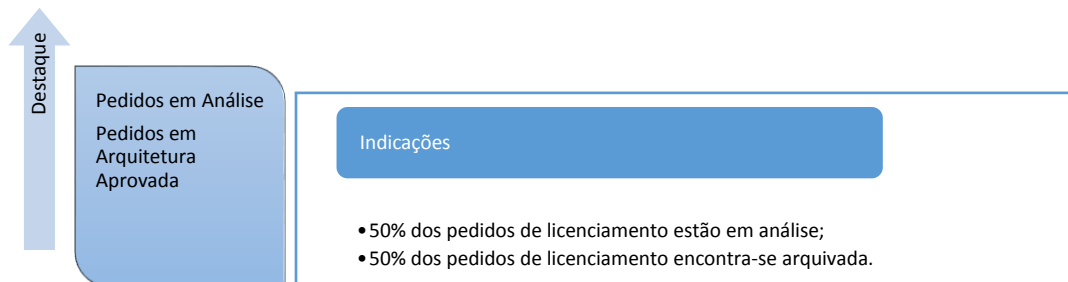 Destaque
Pedidos em Análise
Pedidos em
Arquitetura
Aprovada
Indicações
•50% dos pedidos de licenciamento estão em análise;
•50% dos pedidos de licenciamento encontra-se arquivada.